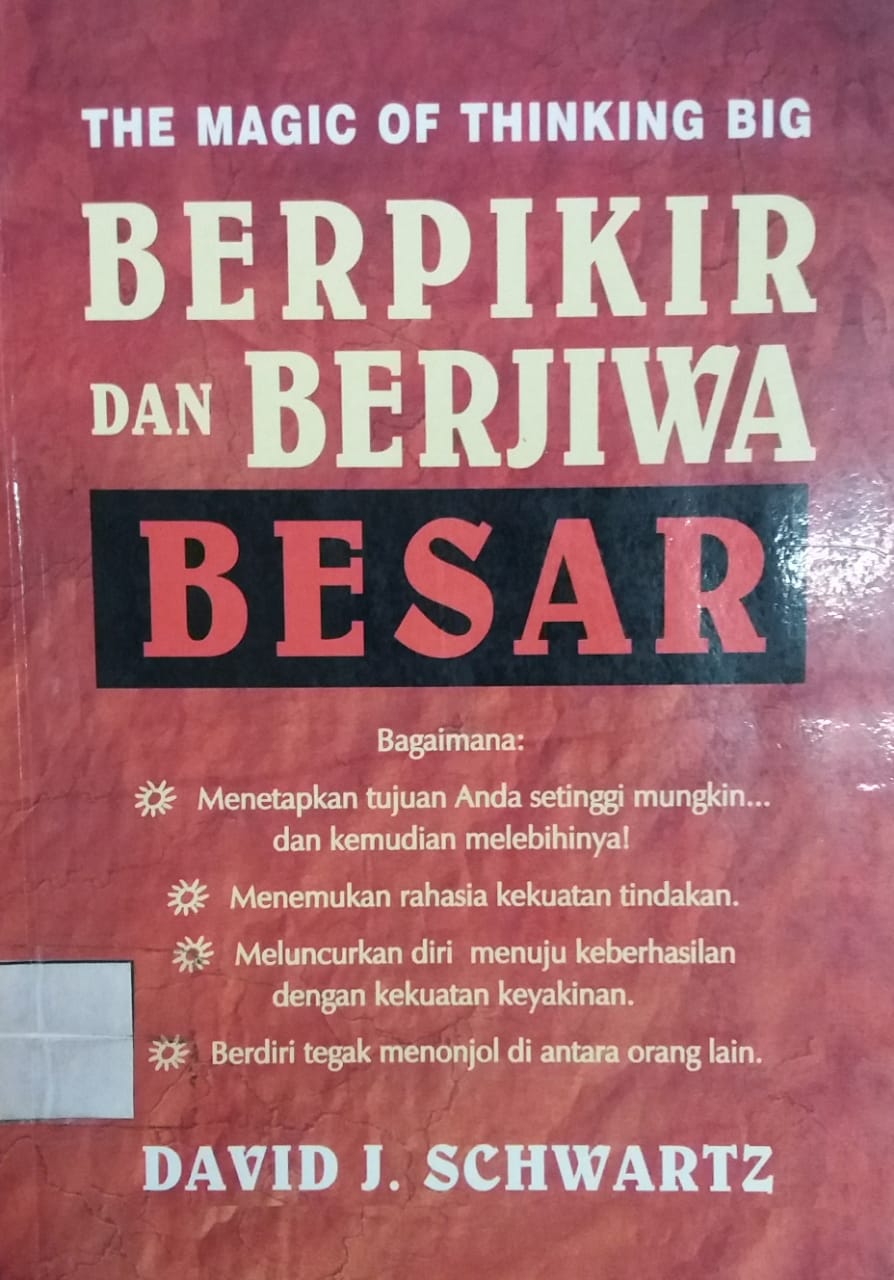 THE MAGIC OF THINKING BIG
BERPIKIR
DAN BERJIWA
BESAR
Bagaimana:
Menetapkan tujuan Anda setinggi mungkin...
dan kemudian melebihinya!
Menemukan rahasia kekuatan tindakan.
Meluncurkan diri menuju keberhasilan
dengan kekuatan keyakinan.
Berdiri tegak menonjol di antara orang lain.
DAVID J. SCHWARTZ